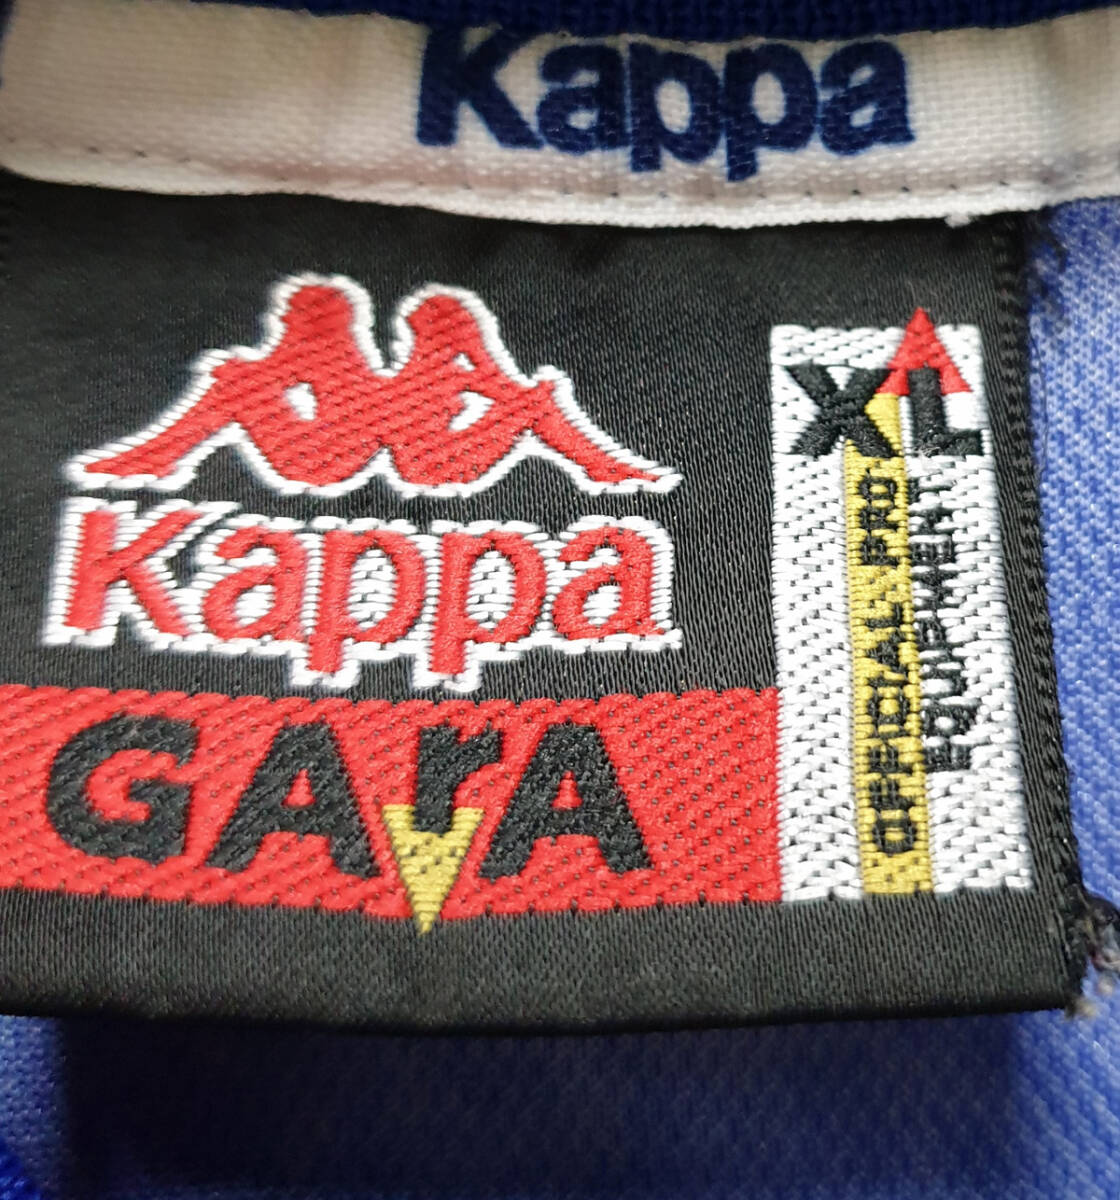 Kappa
Kappa
GArA
XL
OFFICIAL PRO
EQUIPMENT